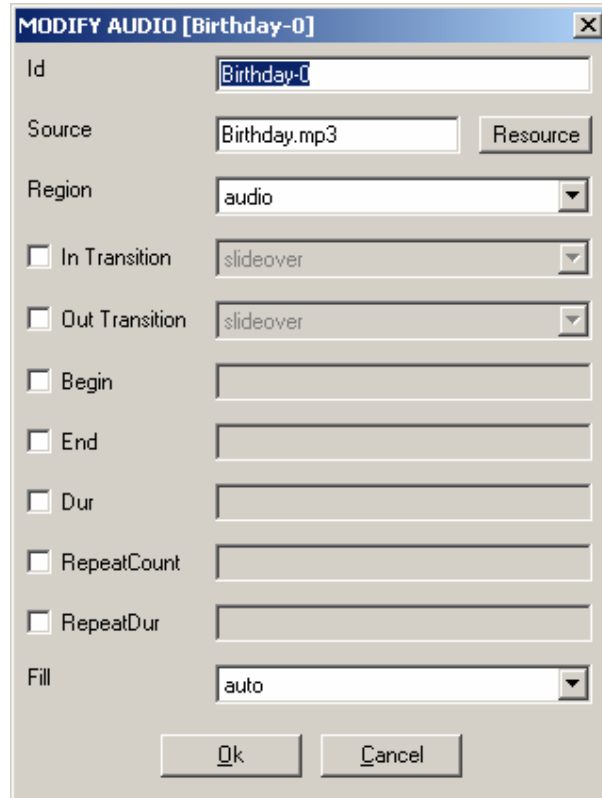 MODIFY AUDIO [Birthday-0]
Id Birthday-0
Source Birthday.mp3 Resource
Region audio
In Transition slideover
Out Transition slideover
Begin
End
Dur
RepeatCount
RepeatDur
Fill auto
Ok Cancel